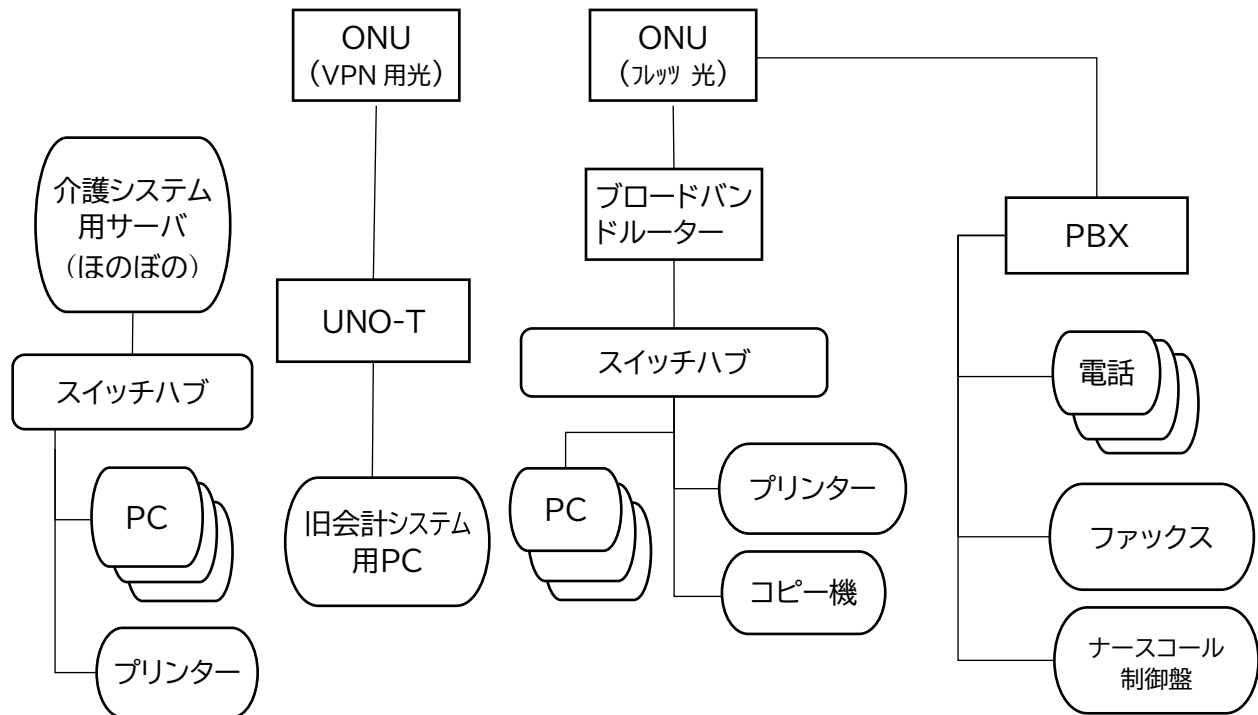 ONU
（VPN 用光）
ONU
（ﾌﾚｯﾂ 光）
介護システム
用サーバ
（ほのぼの）
ブロードバン
ドルーター
PBX
UNO-T
スイッチハブ
スイッチハブ
電話
PC
旧会計システム
用PC
PC
プリンター
ファックス
コピー機
プリンター
ナースコール
制御盤